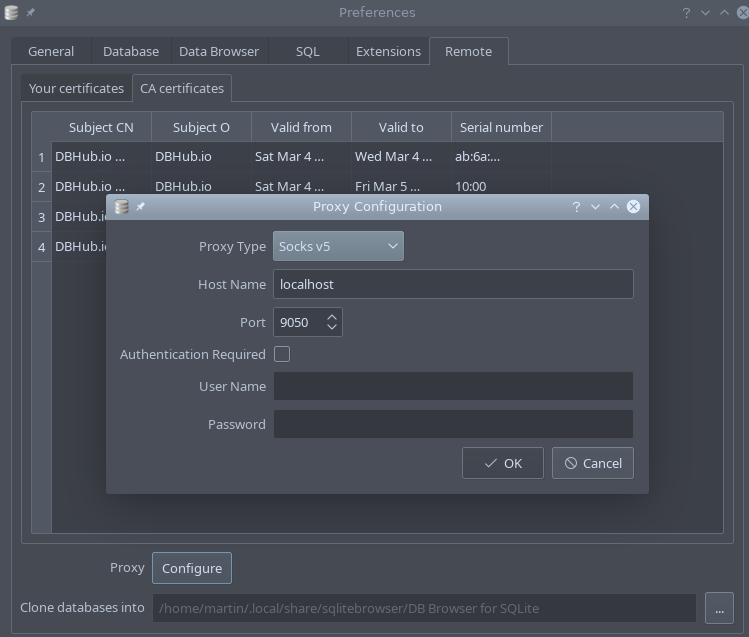 Preferences
General Database Data Browser SQL Extensions Remote
Your certificates CA certificates
Subject CN Subject O Valid from Valid to Serial number
1 DBHub.io ... DBHub.io Sat Mar 4 ... Wed Mar 4 ... ab:6a:...
2 DBHub.io ... DBHub.io Sat Mar 4 ... Fri Mar 5 ... 10:00
3 DBHub.i
4 DBHub.i
Proxy Configuration
Proxy Type Socks v5
Host Name localhost
Port 9050
Authentication Required
User Name
Password
OK Cancel
Proxy Configure
Clone databases into /home/martin/.local/share/sqlitebrowser/DB Browser for SQLite ...